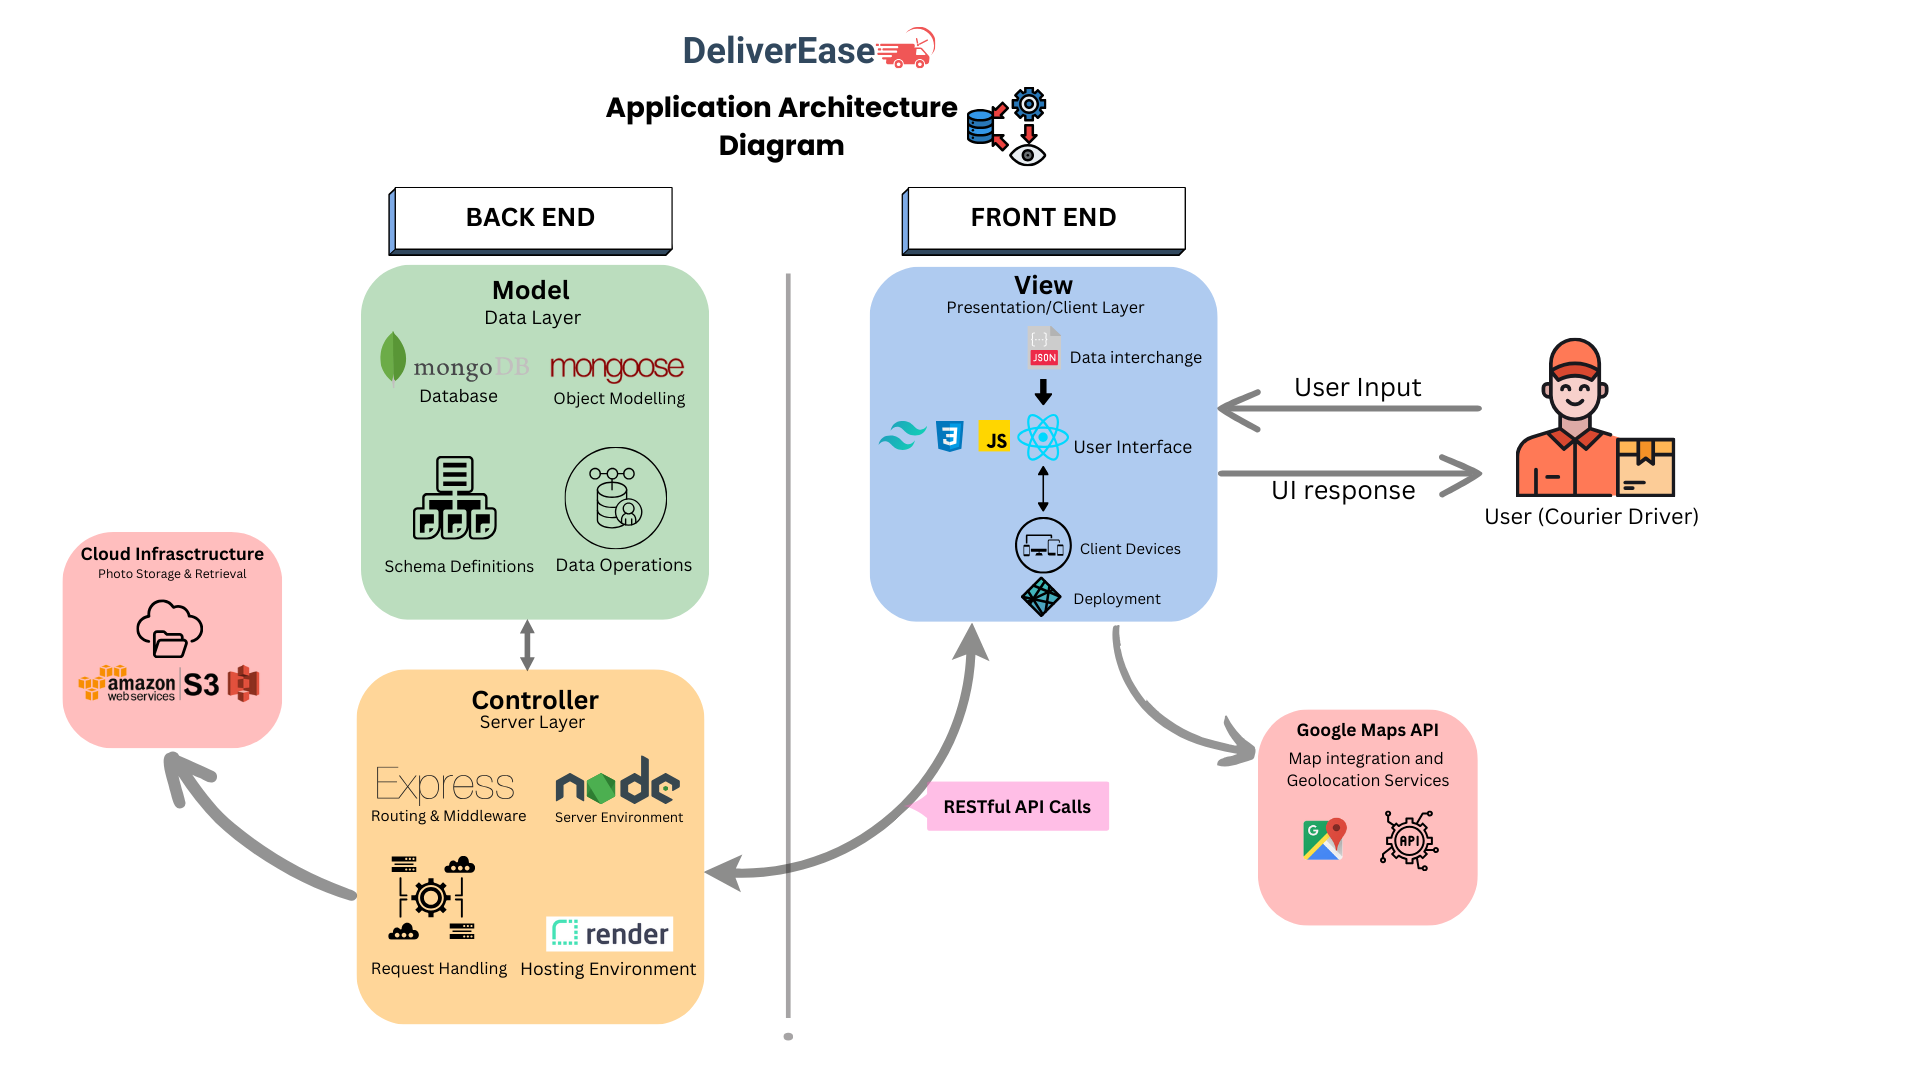 DeliverEase
Application Architecture
Diagram
BACK END
FRONT END
Model
Data Layer
mongoDB
Database
mongoose
Object Modelling
Schema Definitions
Data Operations
View
Presentation/Client Layer
{...}
JSON
Data interchange
3
JS
User Interface
Client Devices
Deployment
User Input
UI response
User (Courier Driver)
Cloud Infrasctructure
Photo Storage & Retrieval
amazon
webservices
S3
Controller
Server Layer
Express
Routing & Middleware
node
Server Environment
Request Handling
render
Hosting Environment
RESTful API Calls
Google Maps API
Map integration and
Geolocation Services
G
API